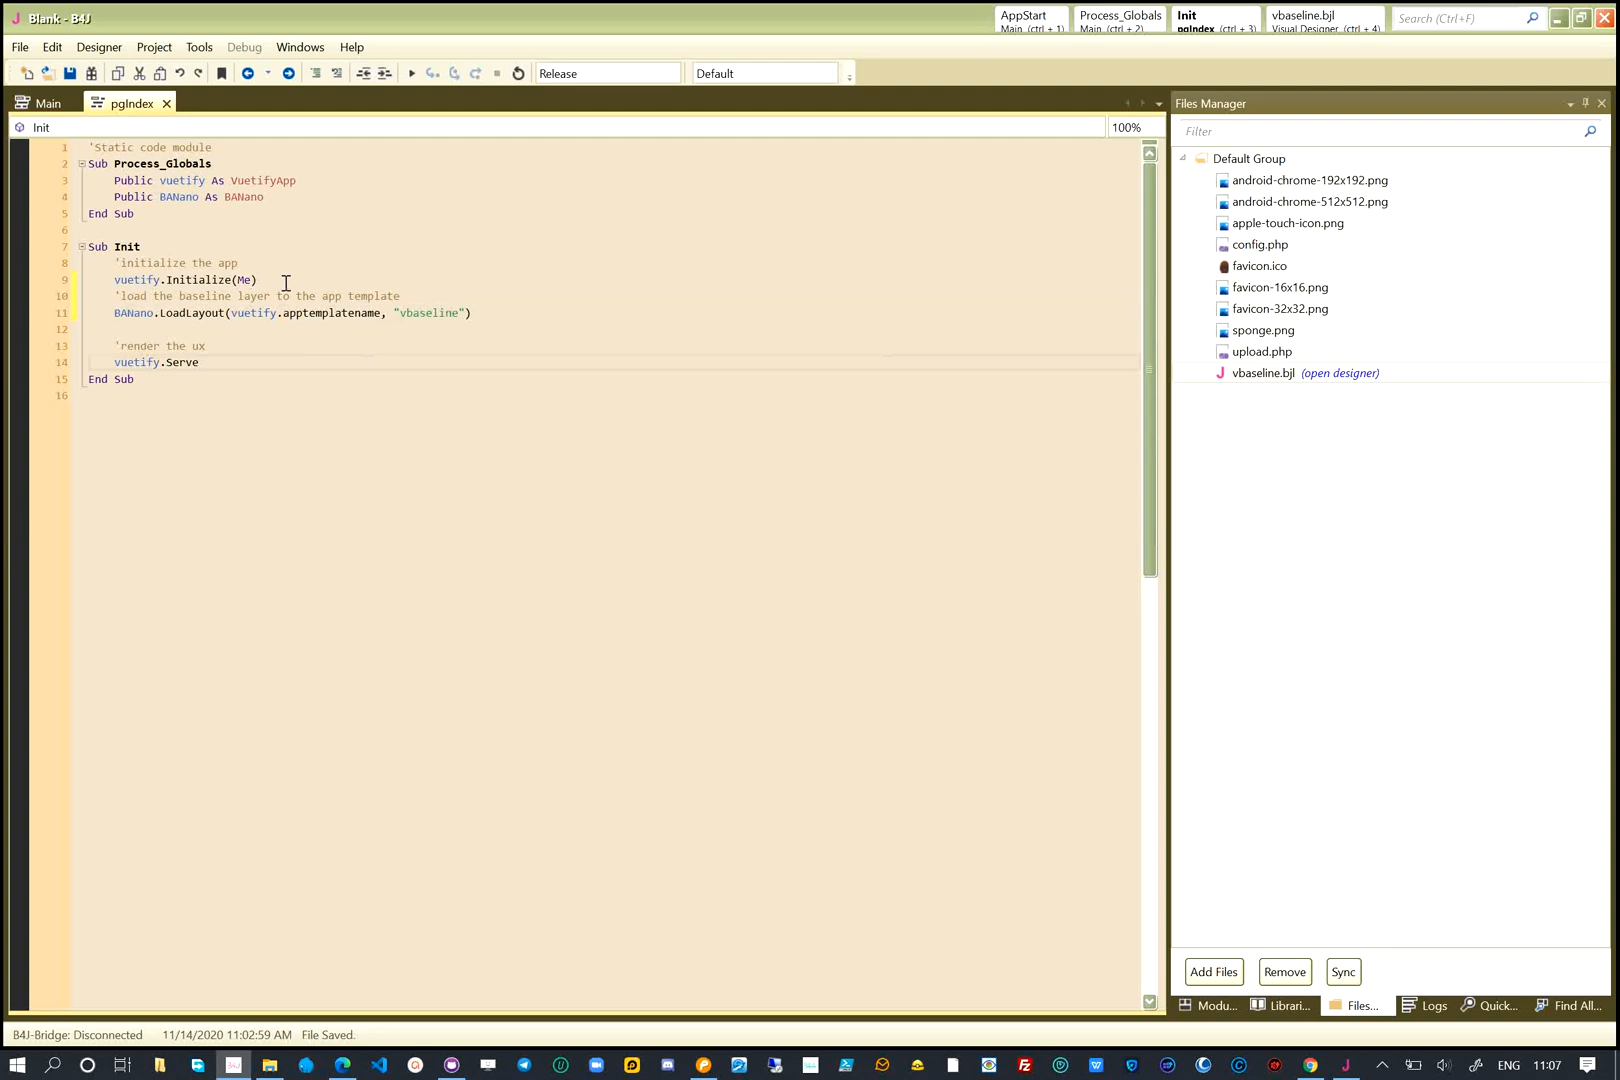 Blank - B4J
AppStart
Main (ctrl + 1)
Process_Globals
Main (ctrl + 2)
Init
pgIndex (ctrl + 3)
vbaseline.bjl
Visual Designer (ctrl + 4)
Search (Ctrl+F)
File Edit Designer Project Tools Debug Windows Help
Release
Default
Main
pgIndex
Init
100%
1 'Static code module
2 Sub Process_Globals
3 Public vuetify As VuetifyApp
4 Public BANano As BANano
5 End Sub
6
7 Sub Init
8 'initialize the app
9 vuetify.Initialize(Me)
10 'load the baseline layer to the app template
11 BANano.LoadLayout(vuetify.apptemplatename, "vbaseline")
12
13 'render the ux
14 vuetify.Serve
15 End Sub
16
Files Manager
Filter
Default Group
android-chrome-192x192.png
android-chrome-512x512.png
apple-touch-icon.png
config.php
favicon.ico
favicon-16x16.png
favicon-32x32.png
sponge.png
upload.php
vbaseline.bjl (open designer)
Add Files Remove Sync
Modu... Librari... Files... Logs Quick... Find All...
B4J-Bridge: Disconnected 11/14/2020 11:02:59 AM File Saved.
ENG 11:07